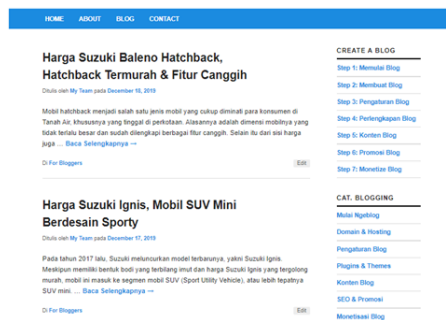 HOME ABOUT BLOG CONTACT
Harga Suzuki Baleno Hatchback,
Hatchback Termurah & Fitur Canggih
Ditulis oleh My Team pada December 18, 2019
Mobil hatchback menjadi salah satu jenis mobil yang cukup diminati para konsumen di
Tanah Air, khususnya yang tinggal di perkotaan. Alasannya adalah dimensi mobilnya yang
tidak terlalu besar dan sudah dilengkapi berbagai fitur canggih. Selain itu dari sisi harga
juga … Baca Selengkapnya →
Di For Bloggers
Edit
Harga Suzuki Ignis, Mobil SUV Mini
Berdesain Sporty
Ditulis oleh My Team pada December 17, 2019
Pada tahun 2017 lalu, Suzuki meluncurkan model terbarunya, yakni Suzuki Ignis.
Meskipun memiliki bentuk bodi yang terbilang imut dan harga Suzuki Ignis yang tergolong
murah, mobil ini masuk ke segmen mobil SUV (Sport Utility Vehicle), atau lebih tepatnya
SUV mini. … Baca Selengkapnya →
Di For Bloggers
Edit
CREATE A BLOG
Step 1: Memulai Blog
Step 2: Membuat Blog
Step 3: Pengaturan Blog
Step 4: Perlengkapan Blog
Step 5: Konten Blog
Step 6: Promosi Blog
Step 7: Monetize Blog
CAT. BLOGGING
Mulai Ngeblog
Domain & Hosting
Pengaturan Blog
Plugins & Themes
Konten Blog
SEO & Promosi
Monetisasi Blog